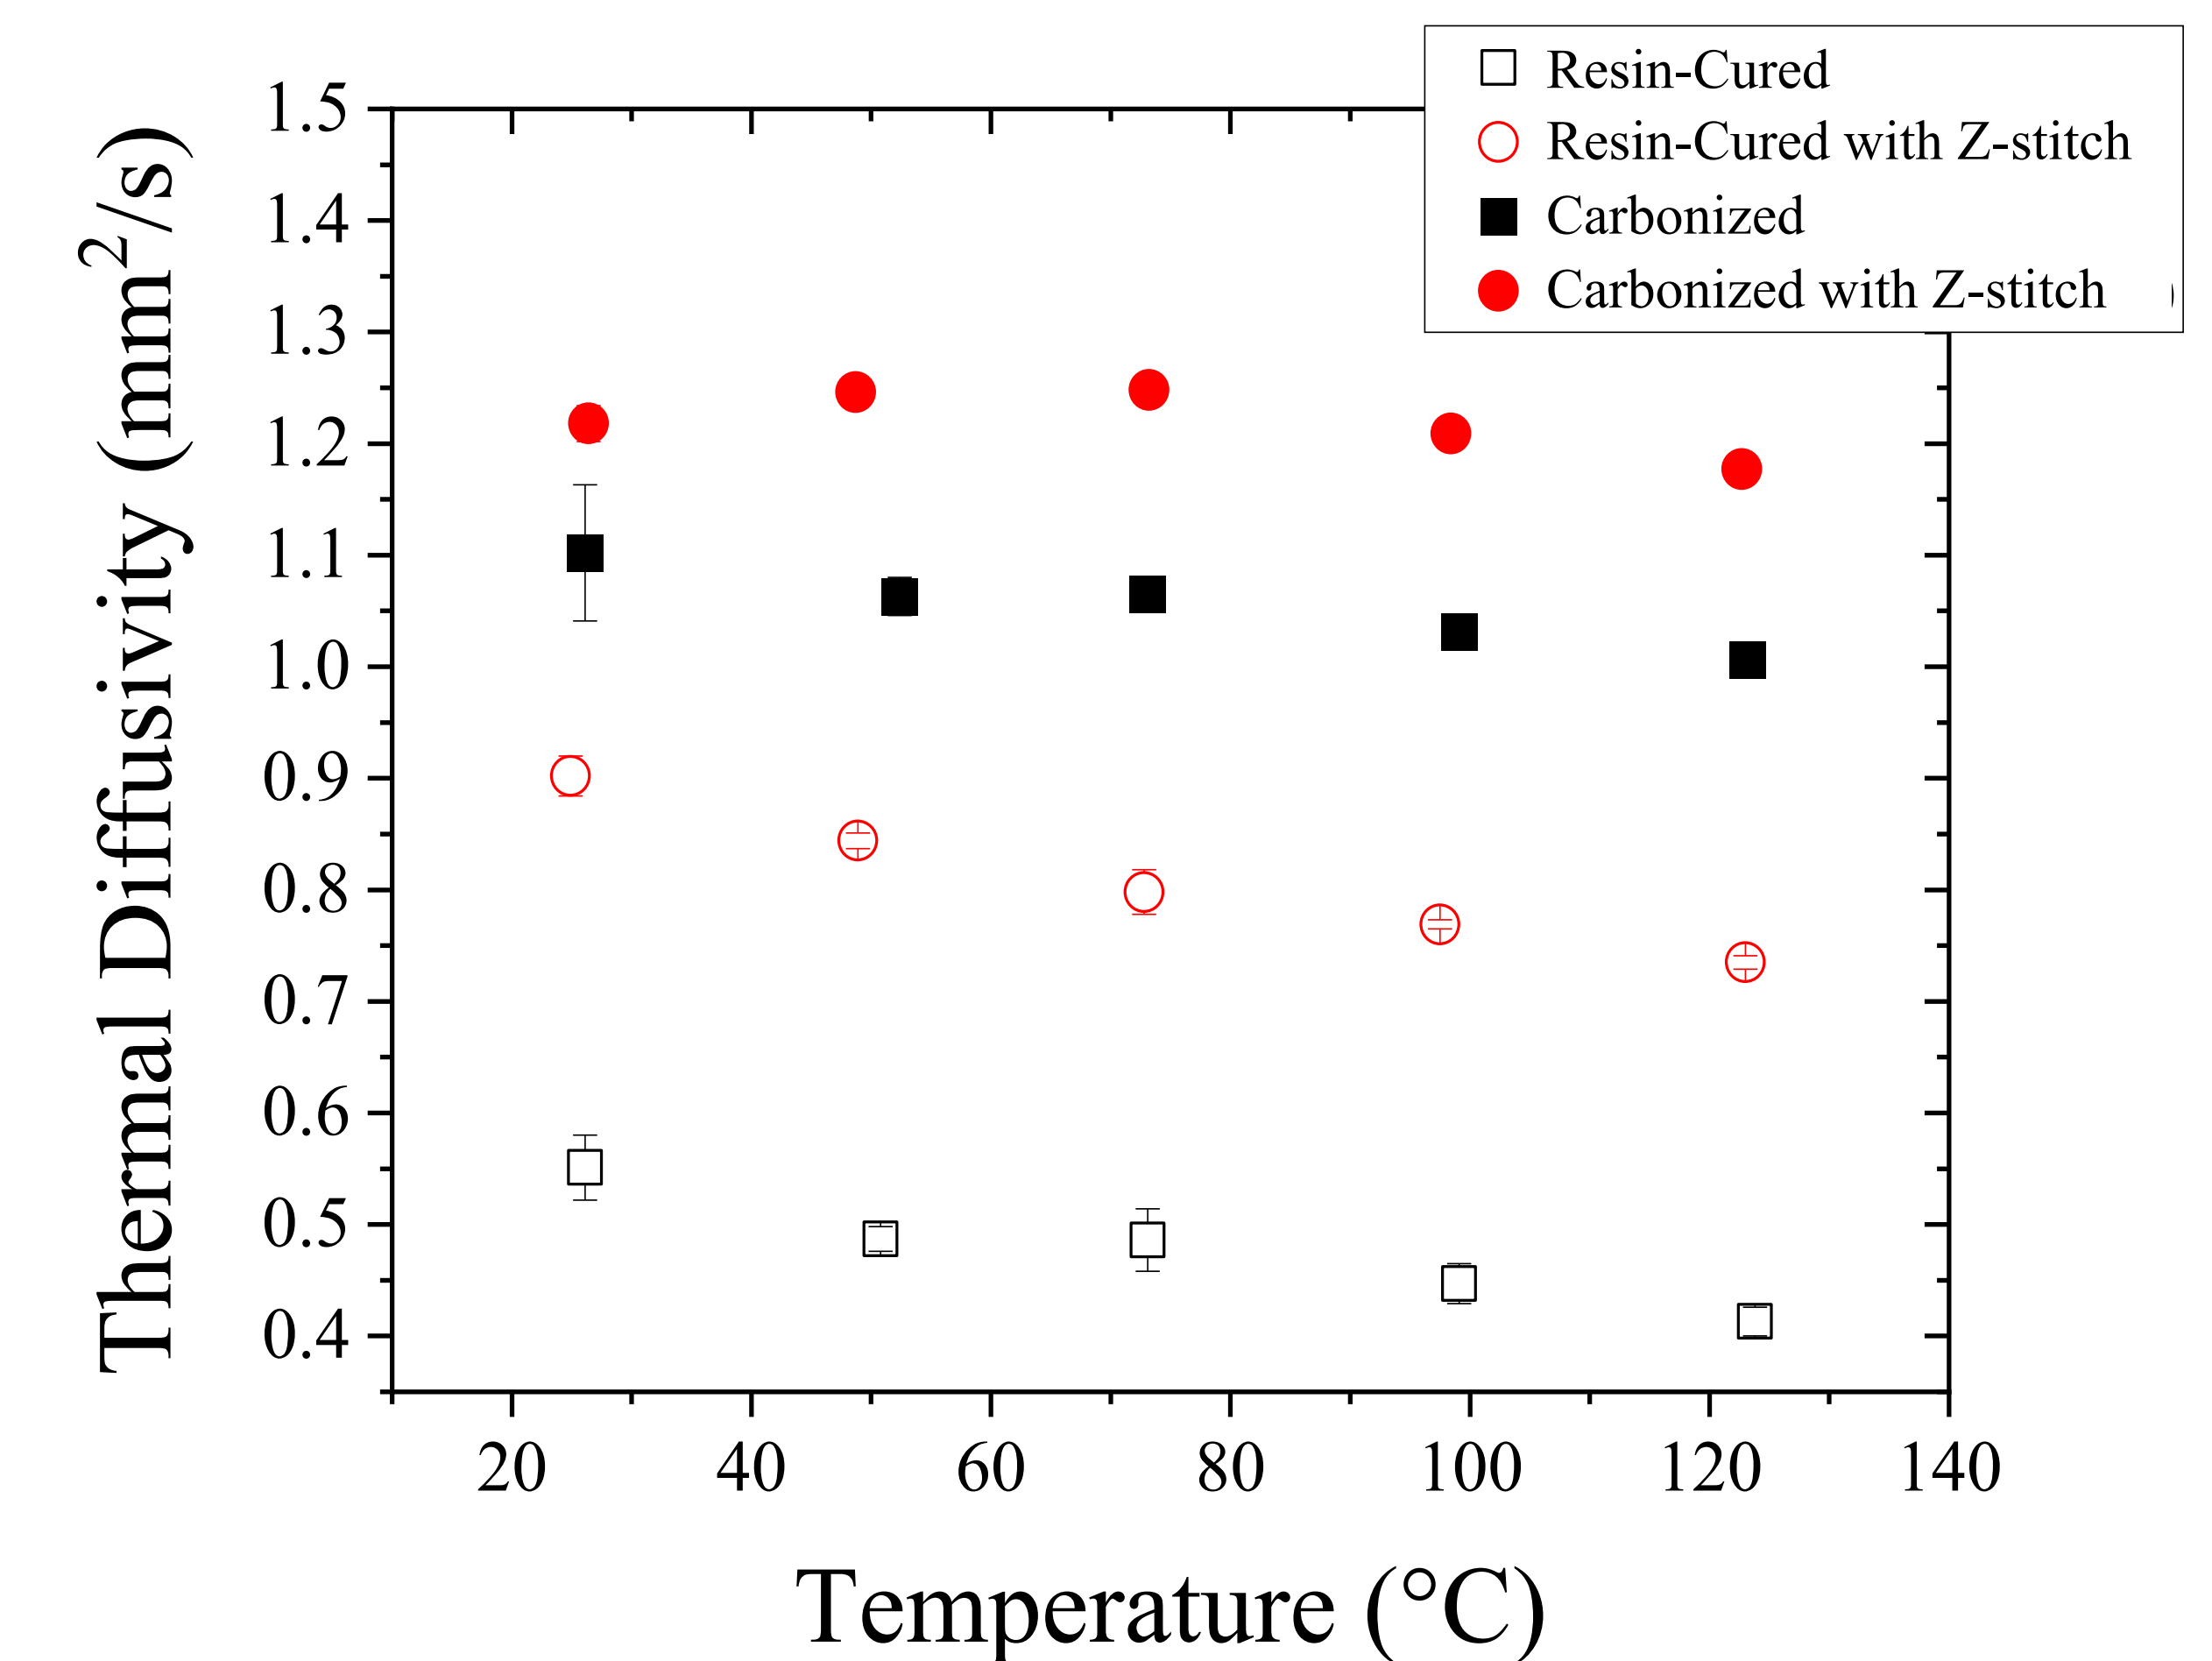 Resin-Cured
Resin-Cured with Z-stitch
Carbonized
Carbonized with Z-stitch
Thermal Diffusivity (mm²/s)
1.5
1.4
1.3
1.2
1.1
1.0
0.9
0.8
0.7
0.6
0.5
0.4
20 40 60 80 100 120 140
Temperature (°C)